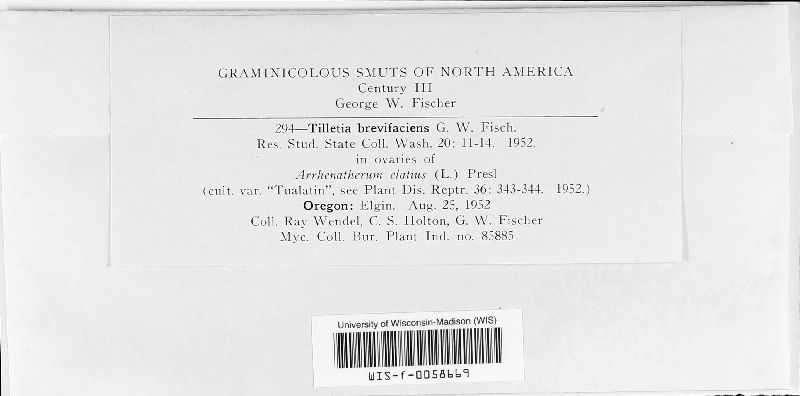 GRAMINICOLOUS SMUTS OF NORTH AMERICA
Century III
George W. Fischer
294—Tilletia brevifaciens G. W. Fisch.
Res. Stud. State Coll. Wash. 20: 11-14. 1952.
in ovaries of
Arrhenatherum elatius (L.) Presl
(cult. var. "Tualatin", see Plant Dis. Reptr. 36: 343-344. 1952.)
Oregon: Elgin. Aug. 25, 1952
Coll. Ray Wendel, C. S. Holton, G. W. Fischer
Myc. Coll. Bur. Plant Ind. no. 85885
University of Wisconsin-Madison (WIS)
WIS-f-0058669